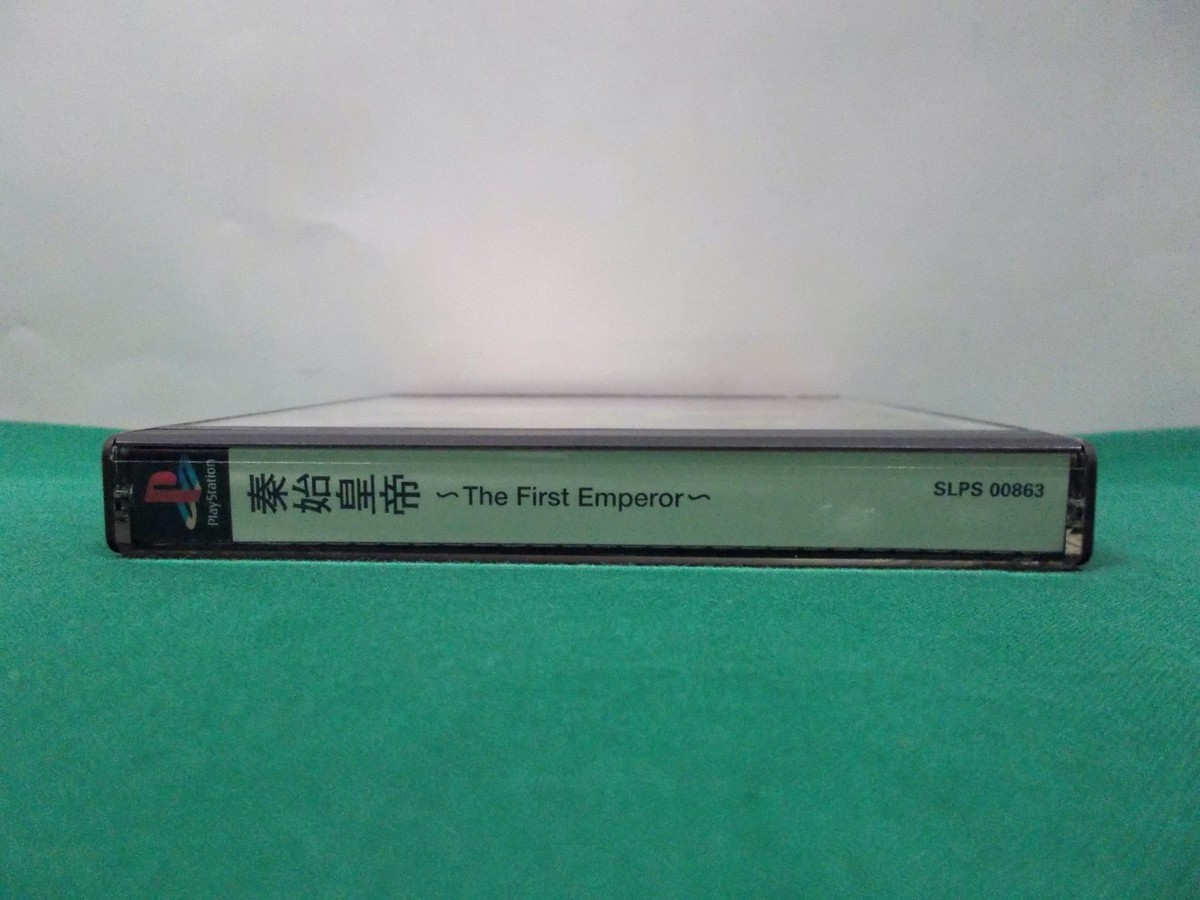 PlayStation
秦始皇帝 ～The First Emperor～
SLPS 00863